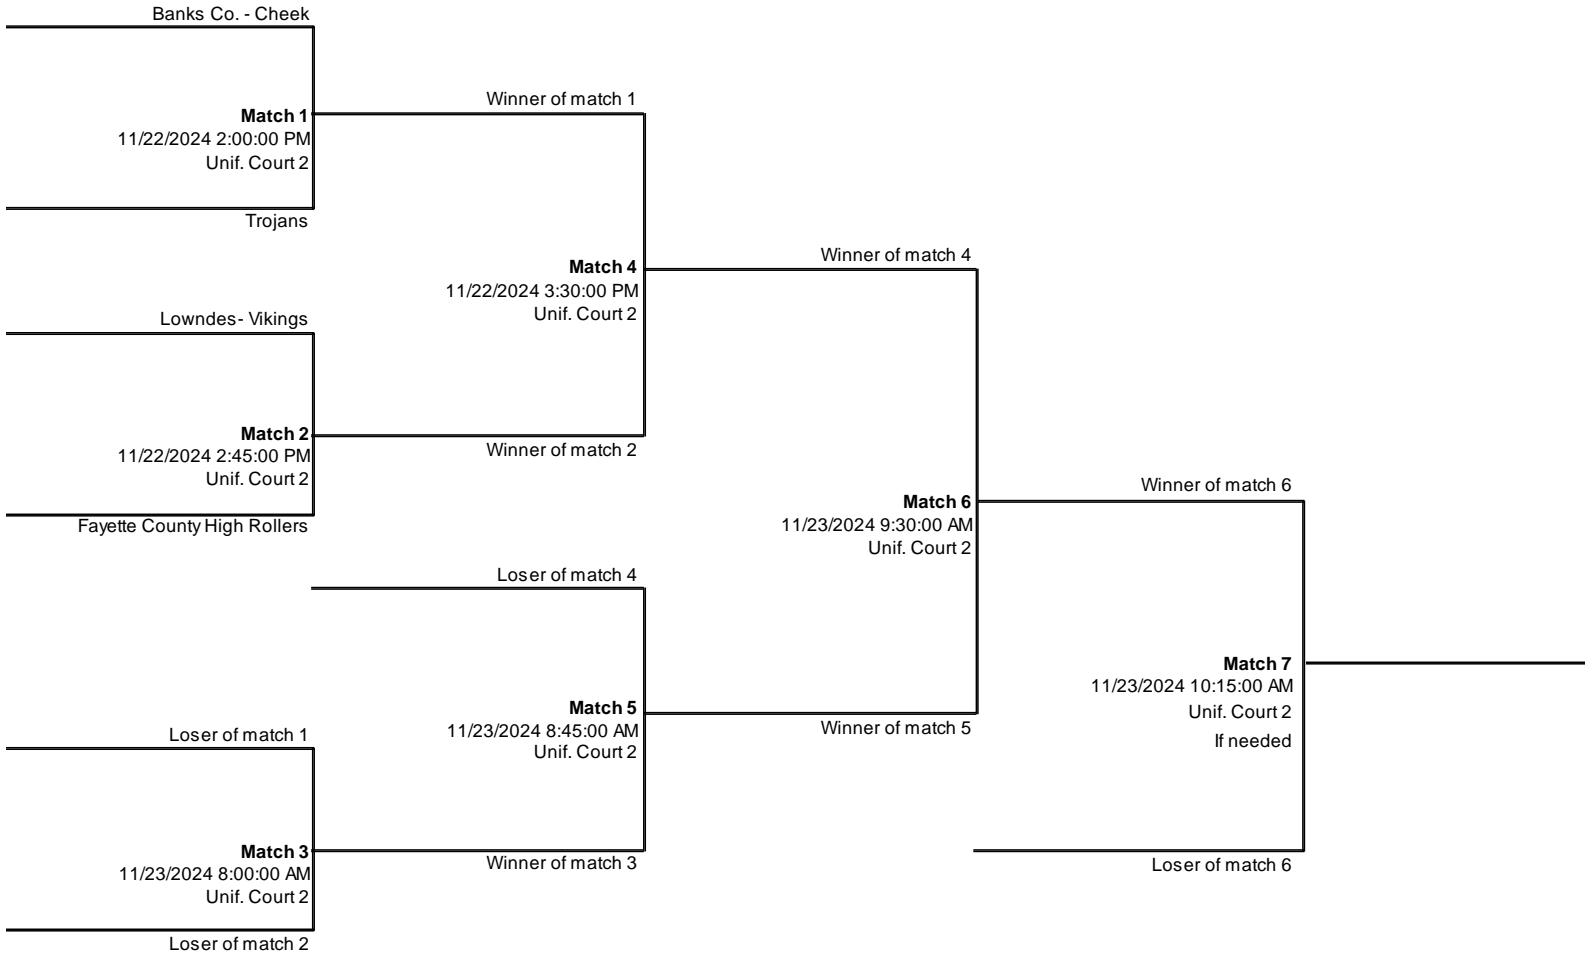 Banks Co. - Cheek
Match 1
11/22/2024 2:00:00 PM
Unif. Court 2
Trojans
Winner of match 1
Lowndes- Vikings
Match 2
11/22/2024 2:45:00 PM
Unif. Court 2
Fayette County High Rollers
Match 4
11/22/2024 3:30:00 PM
Unif. Court 2
Winner of match 2
Winner of match 4
Loser of match 4
Match 6
11/23/2024 9:30:00 AM
Unif. Court 2
Winner of match 6
Loser of match 1
Match 3
11/23/2024 8:00:00 AM
Unif. Court 2
Loser of match 2
Match 5
11/23/2024 8:45:00 AM
Unif. Court 2
Winner of match 3
Winner of match 5
Match 7
11/23/2024 10:15:00 AM
Unif. Court 2
If needed
Loser of match 6